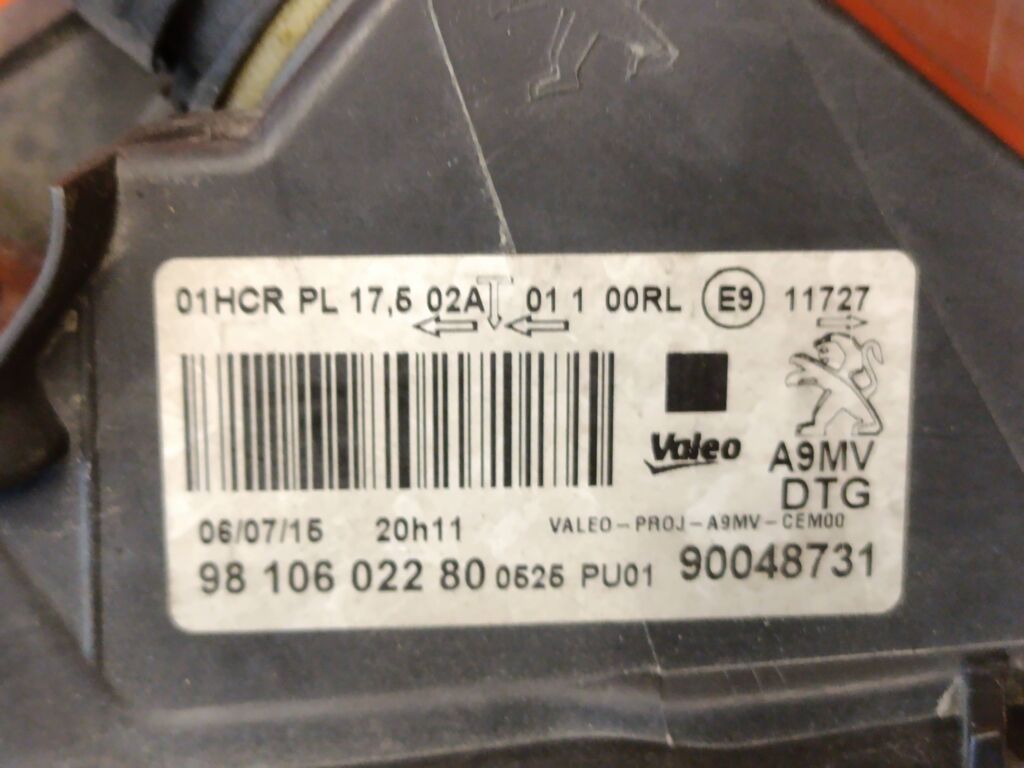 01HCR PL 17,5 02A 01 1 00RL E9 11727
Valeo
A9MV
DTG
06/07/15 20h11 VALEO-PROJ-A9MV-CEM00
98 106 022 80 0525 PU01 90048731